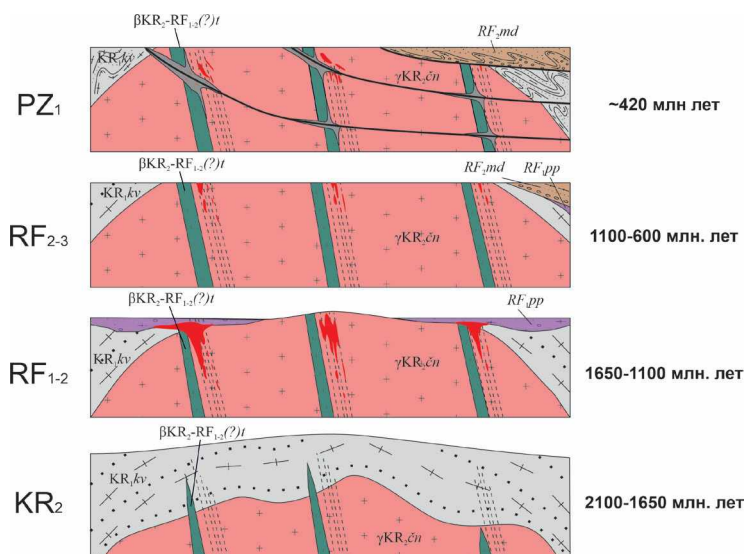 βKR₂-RF₁₋₂(?)t
RF₂md
KR₁kv
γKR₂čn
PZ₁
~420 млн лет
βKR₂-RF₁₋₂(?)t
RF₂md
RF₁pp
KR₁kv
γKR₂čn
RF₂₋₃
1100-600 млн. лет
βKR₂-RF₁₋₂(?)t
RF₁pp
KR₁kv
γKR₂čn
RF₁₋₂
1650-1100 млн. лет
βKR₂-RF₁₋₂(?)t
KR₁kv
KR₂
2100-1650 млн. лет
γKR₂čn